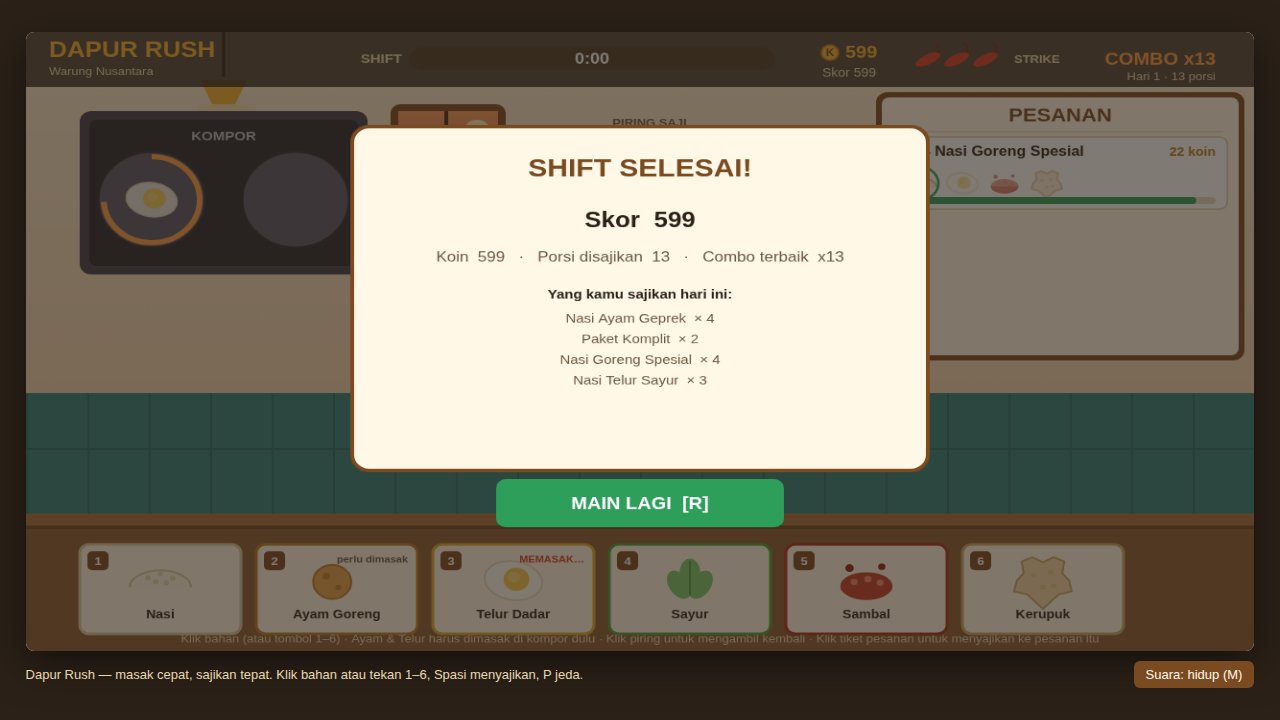 DAPUR RUSH
Warung Nusantara
SHIFT
0:00
K 599
Skor 599
STRIKE
COMBO x13
Hari 1 · 13 porsi
KOMPOR
PIRING SAJI
PESANAN
Nasi Goreng Spesial
22 koin
SHIFT SELESAI!
Skor 599
Koin 599 · Porsi disajikan 13 · Combo terbaik x13
Yang kamu sajikan hari ini:
Nasi Ayam Geprek × 4
Paket Komplit × 2
Nasi Goreng Spesial × 4
Nasi Telur Sayur × 3
MAIN LAGI [R]
1
Nasi
2
perlu dimasak
Ayam Goreng
3
MEMASAK...
Telur Dadar
4
Sayur
5
Sambal
6
Kerupuk
Klik bahan (atau tombol 1–6) · Ayam & Telur harus dimasak di kompor dulu · Klik piring untuk mengambil kembali · Klik tiket pesanan untuk menyajikan ke pesanan itu
Dapur Rush — masak cepat, sajikan tepat. Klik bahan atau tekan 1–6, Spasi menyajikan, P jeda.
Suara: hidup (M)